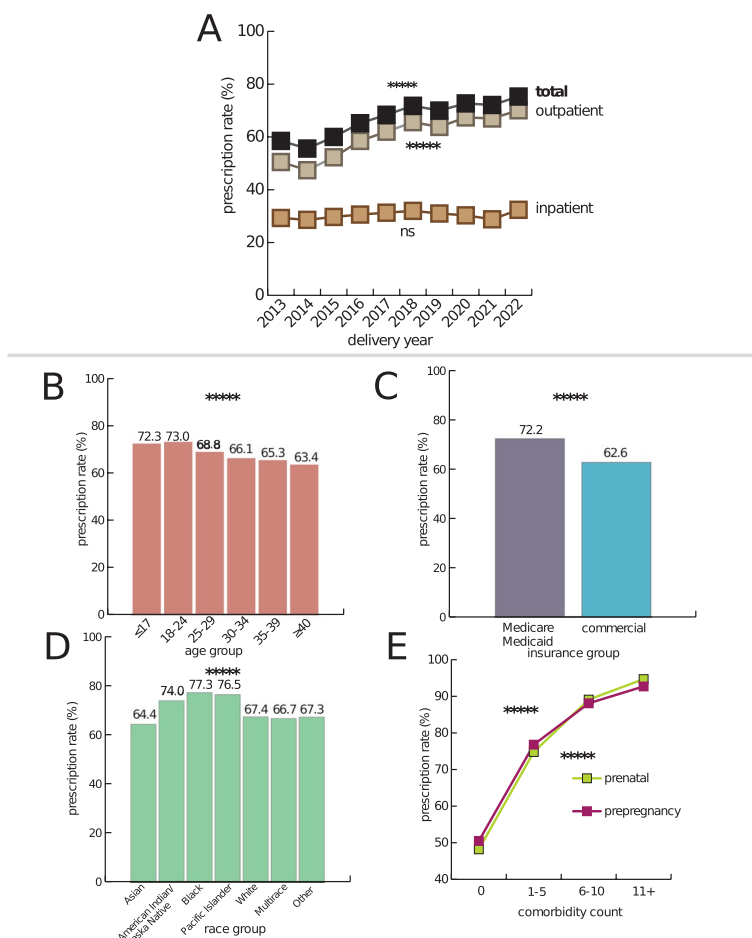 A
100
80
60
40
20
0
prescription rate (%)
*****
total
outpatient
*****
inpatient
ns
2013
2014
2015
2016
2017
2018
2019
2020
2021
2022
delivery year
B
100
80
60
40
20
0
prescription rate (%)
*****
72.3
73.0
68.8
66.1
65.3
63.4
≤17
18-24
25-29
30-34
35-39
≥40
age group
C
100
80
60
40
20
0
prescription rate (%)
*****
72.2
62.6
Medicare
Medicaid
commercial
insurance group
D
100
80
60
40
20
0
prescription rate (%)
*****
64.4
74.0
77.3
76.5
67.4
66.7
67.3
Asian
American Indian/
ska Native
Black
Pacific Islander
White
Multirace
Other
race group
E
100
90
80
70
60
50
40
prescription rate (%)
*****
*****
prenatal
prepregnancy
0
1-5
6-10
11+
comorbidity count